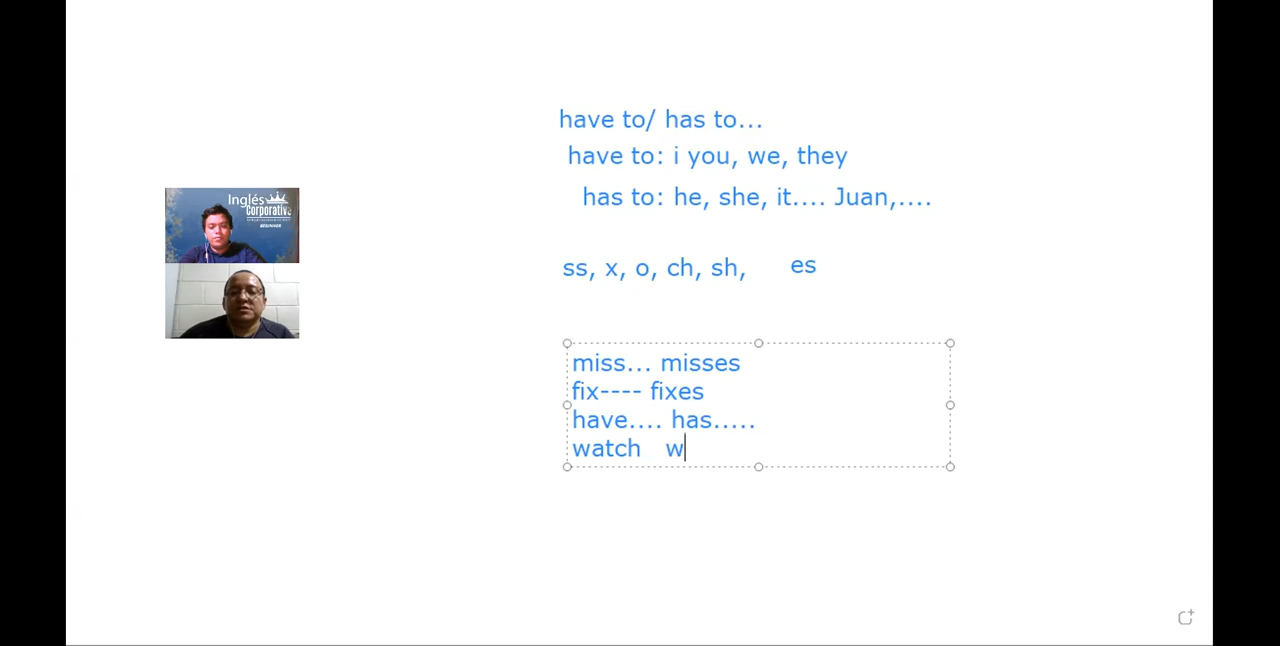 have to/ has to...
have to: i you, we, they
has to: he, she, it.... Juan,....
ss, x, o, ch, sh, es
miss... misses
fix---- fixes
have.... has.....
watch w
Inglés
Corporativo
BEGINNER